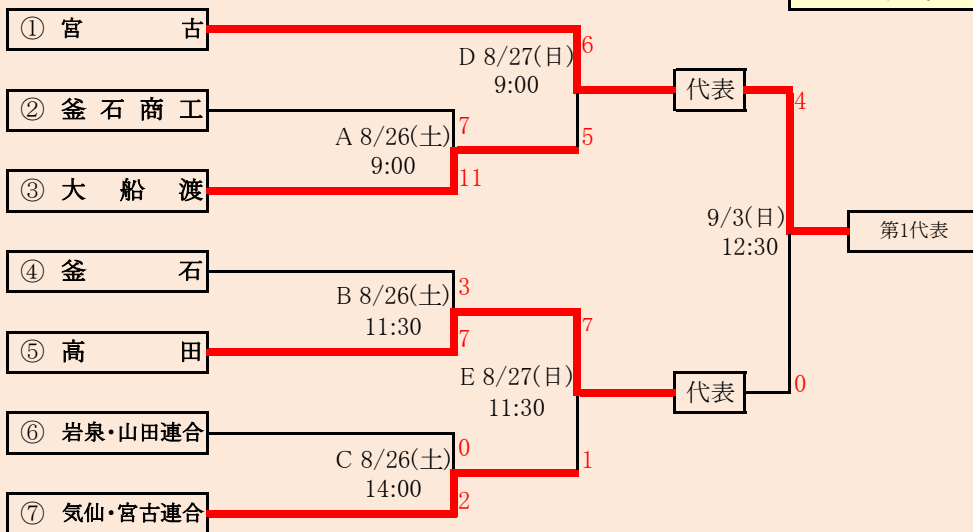 ① 宮古
6
D 8/27(日)
9:00
代表
4
② 釜石商工
7
A 8/26(土)
9:00
5
③ 大船渡
11
9/3(日)
12:30
第1代表
④ 釜石
3
B 8/26(土)
11:30
7
⑤ 高田
7
E 8/27(日)
11:30
代表
0
⑥ 岩泉・山田連合
0
C 8/26(土)
14:00
1
⑦ 気仙・宮古連合
2